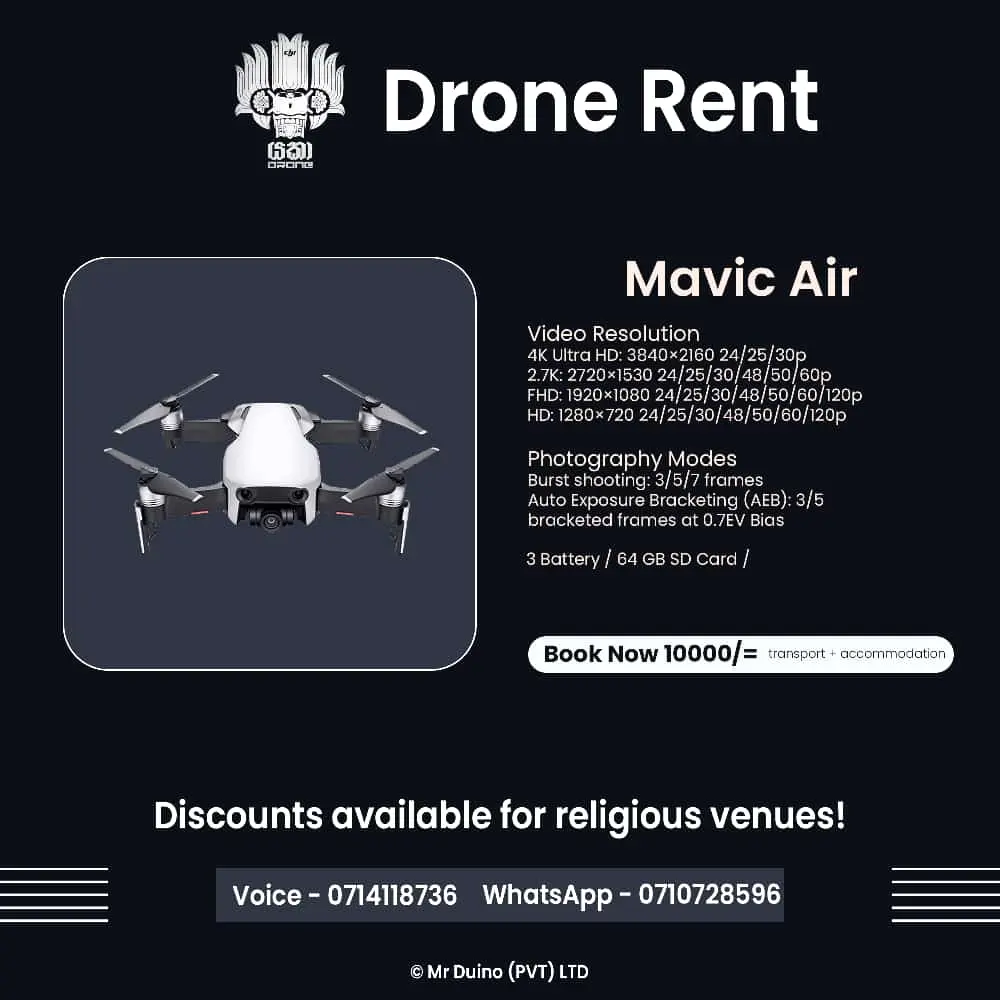 dji
යකා
DRONE
Drone Rent
Mavic Air
Video Resolution
4K Ultra HD: 3840×2160 24/25/30p
2.7K: 2720×1530 24/25/30/48/50/60p
FHD: 1920×1080 24/25/30/48/50/60/120p
HD: 1280×720 24/25/30/48/50/60/120p
Photography Modes
Burst shooting: 3/5/7 frames
Auto Exposure Bracketing (AEB): 3/5
bracketed frames at 0.7EV Bias
3 Battery / 64 GB SD Card /
Book Now 10000/= transport + accommodation
Discounts available for religious venues!
Voice - 0714118736 WhatsApp - 0710728596
© Mr Duino (PVT) LTD